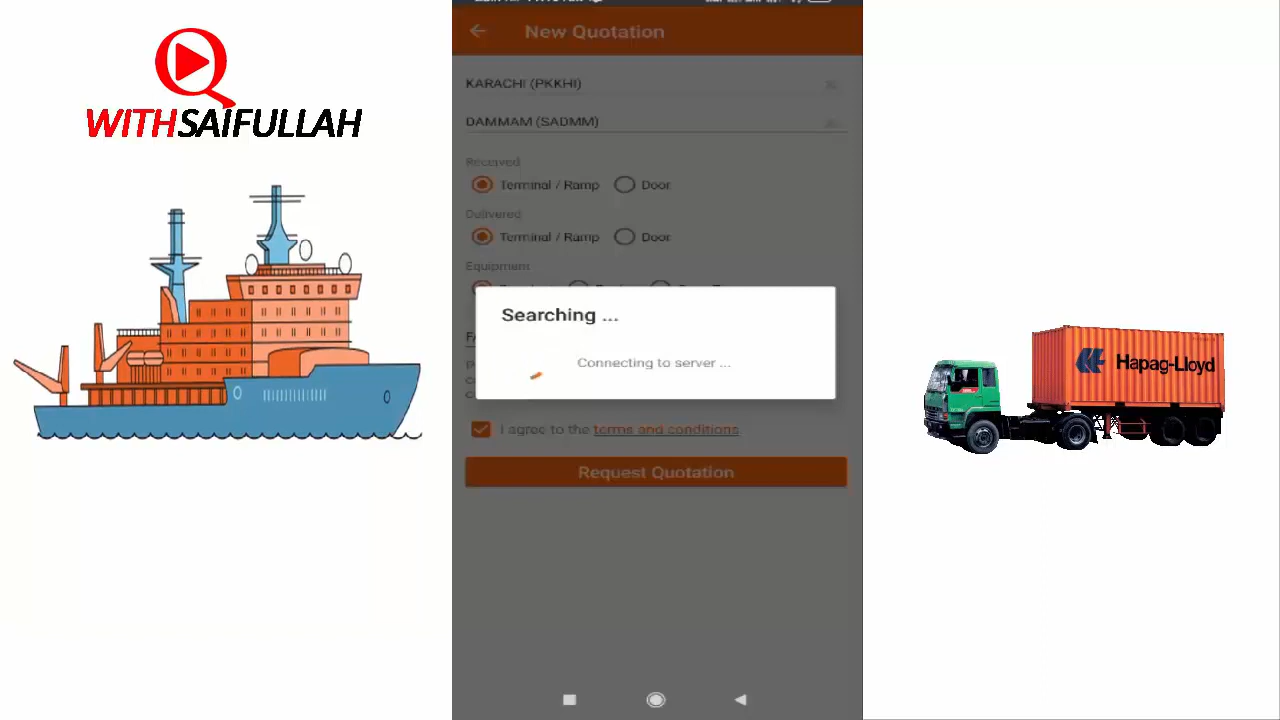 WITHSAIFULLAH
New Quotation
KARACHI (PKKHI)
DAMMAM (SADMM)
Received
Terminal / Ramp
Door
Delivered
Terminal / Ramp
Door
Equipment
Searching ...
Connecting to server ...
I agree to the terms and conditions
Request Quotation
Hapag-Lloyd